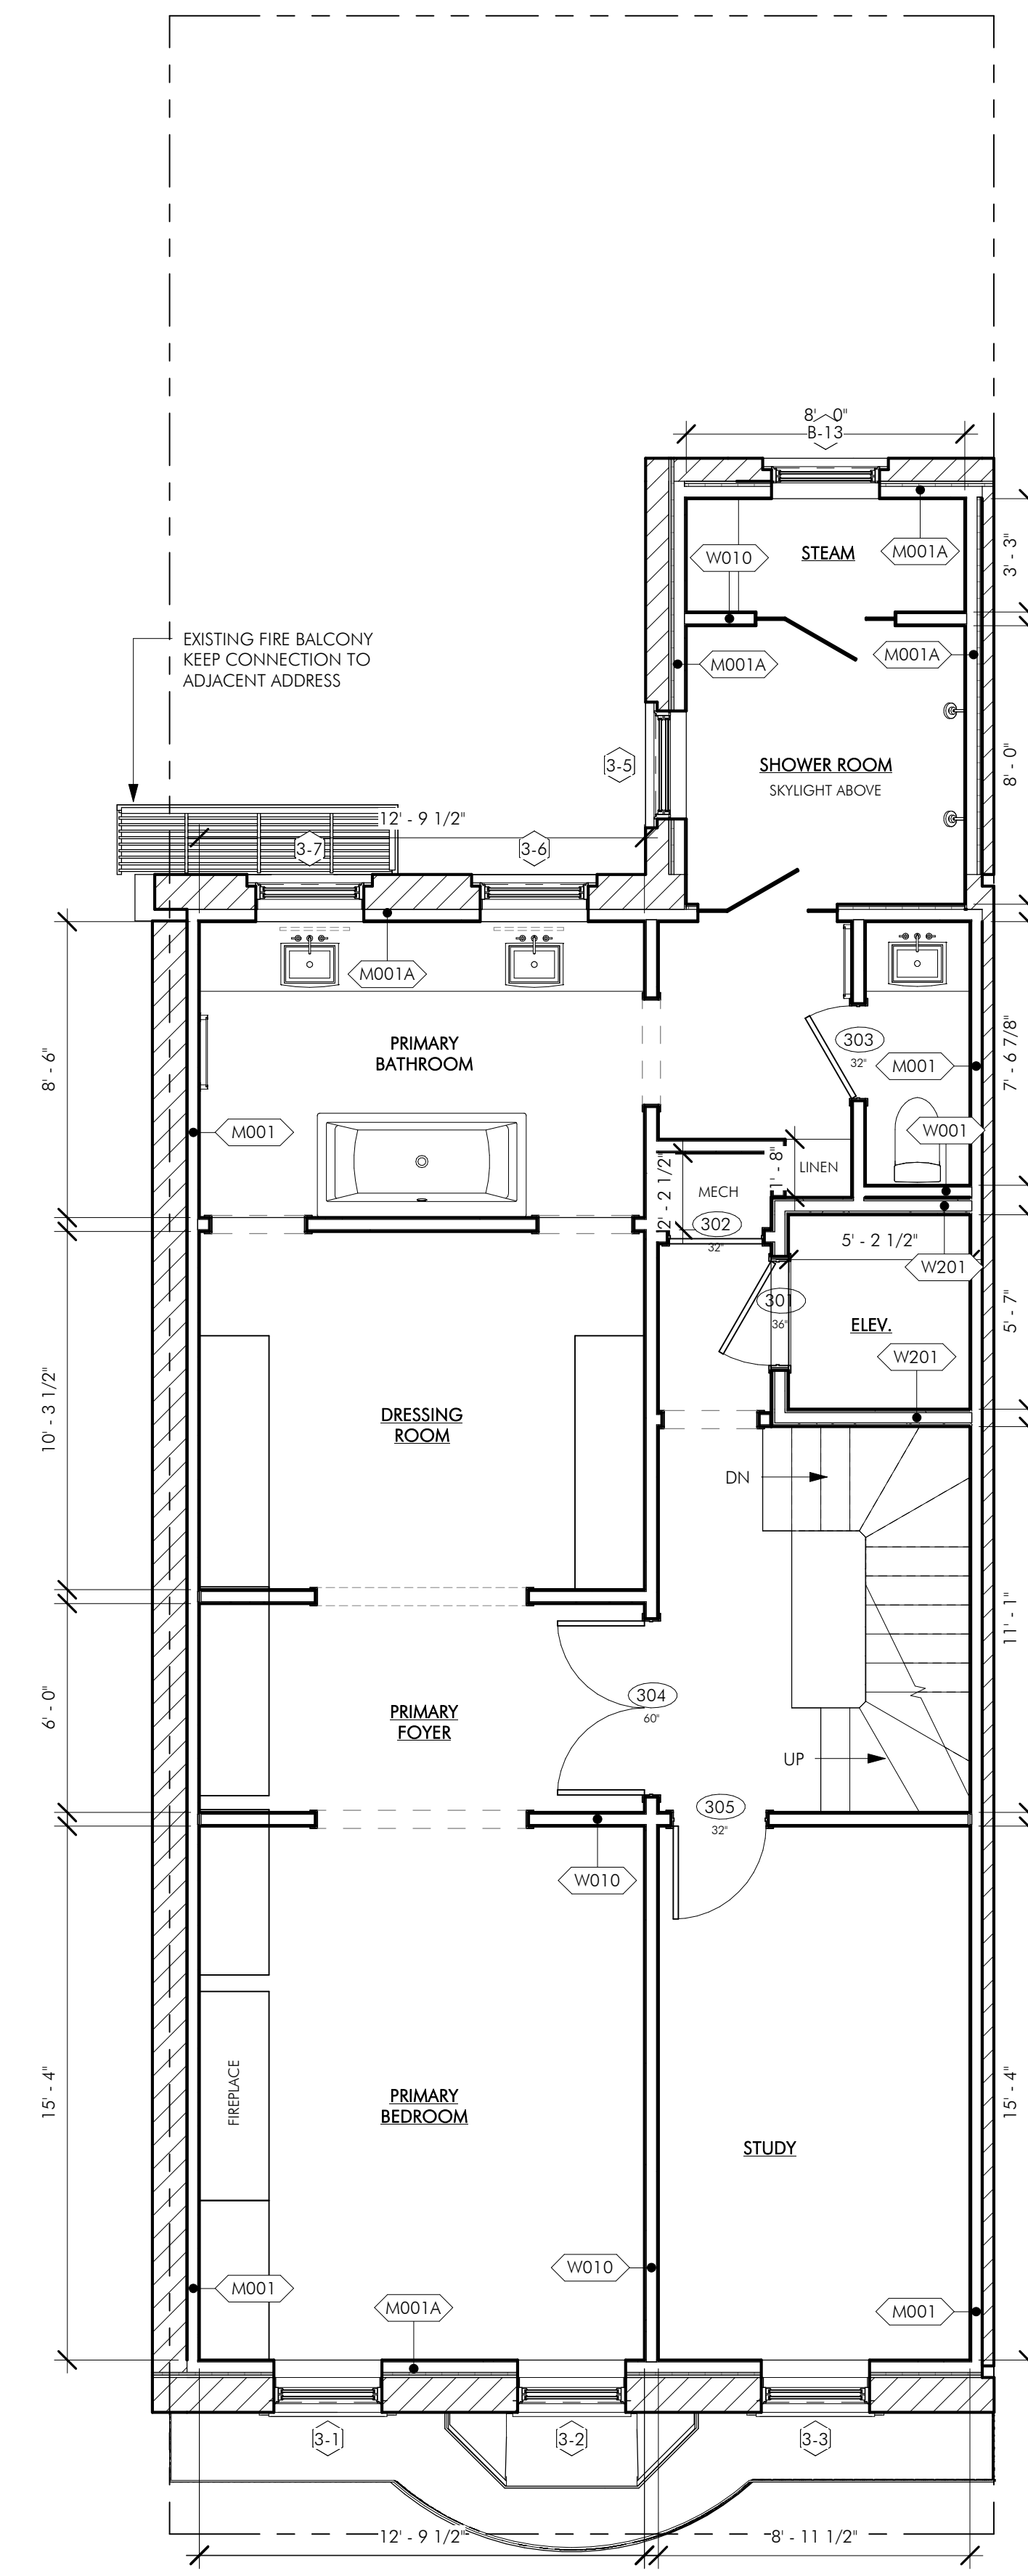 8' - 0"
B-13
W010
STEAM
M001A
3' - 3"
EXISTING FIRE BALCONY
KEEP CONNECTION TO
ADJACENT ADDRESS
M001A
M001A
3-5
SHOWER ROOM
SKYLIGHT ABOVE
8' - 0"
12' - 9 1/2"
3-7
3-6
M001A
8' - 6"
PRIMARY
BATHROOM
303
32"
M001
7' - 6 7/8"
M001
W001
2' - 2 1/2"
MECH
1' - 8"
LINEN
302
32"
5' - 2 1/2"
W201
301
36"
ELEV.
5' - 7"
W201
10' - 3 1/2"
DRESSING
ROOM
DN
11' - 1"
6' - 0"
PRIMARY
FOYER
304
60"
UP
305
32"
W010
15' - 4"
FIREPLACE
PRIMARY
BEDROOM
STUDY
15' - 4"
W010
M001
M001A
M001
3-1
3-2
3-3
12' - 9 1/2"
8' - 11 1/2"